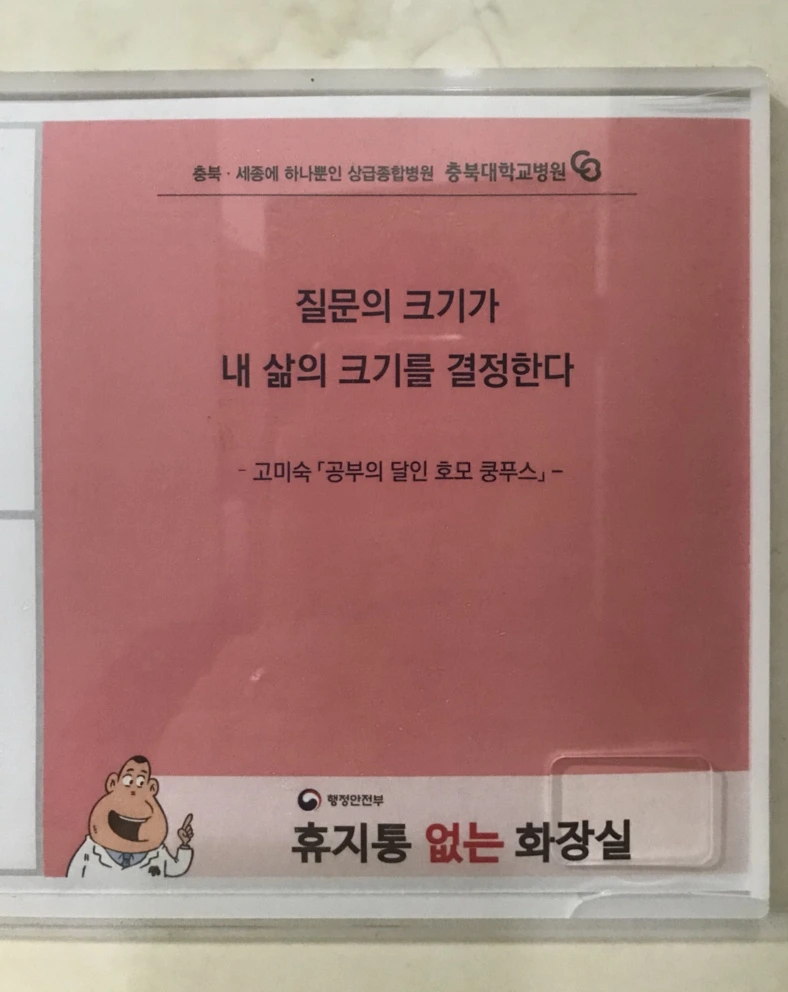 충북 · 세종에 하나뿐인 상급종합병원 충북대학교병원
질문의 크기가
내 삶의 크기를 결정한다
- 고미숙 「공부의 달인 호모 쿵푸스」 -
행정안전부
휴지통 없는 화장실